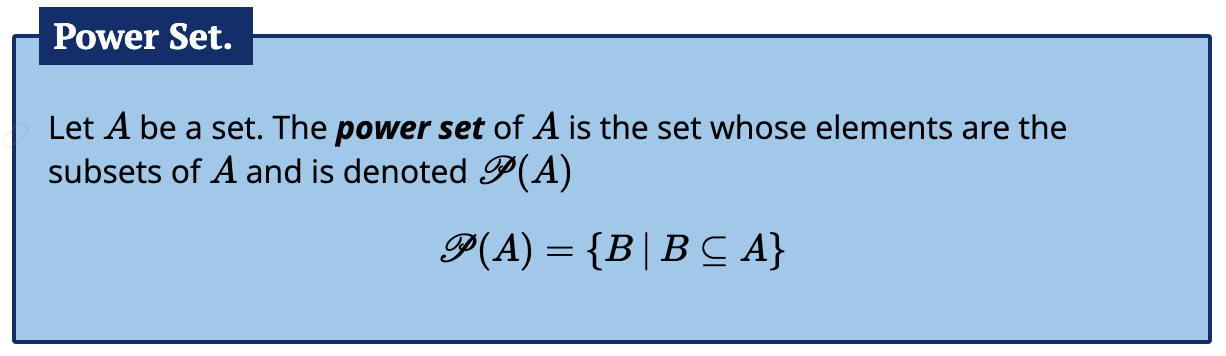 Power Set.
Let A be a set. The power set of A is the set whose elements are the
subsets of A and is denoted 𝒫(A)
𝒫(A) = {B | B ⊆ A}